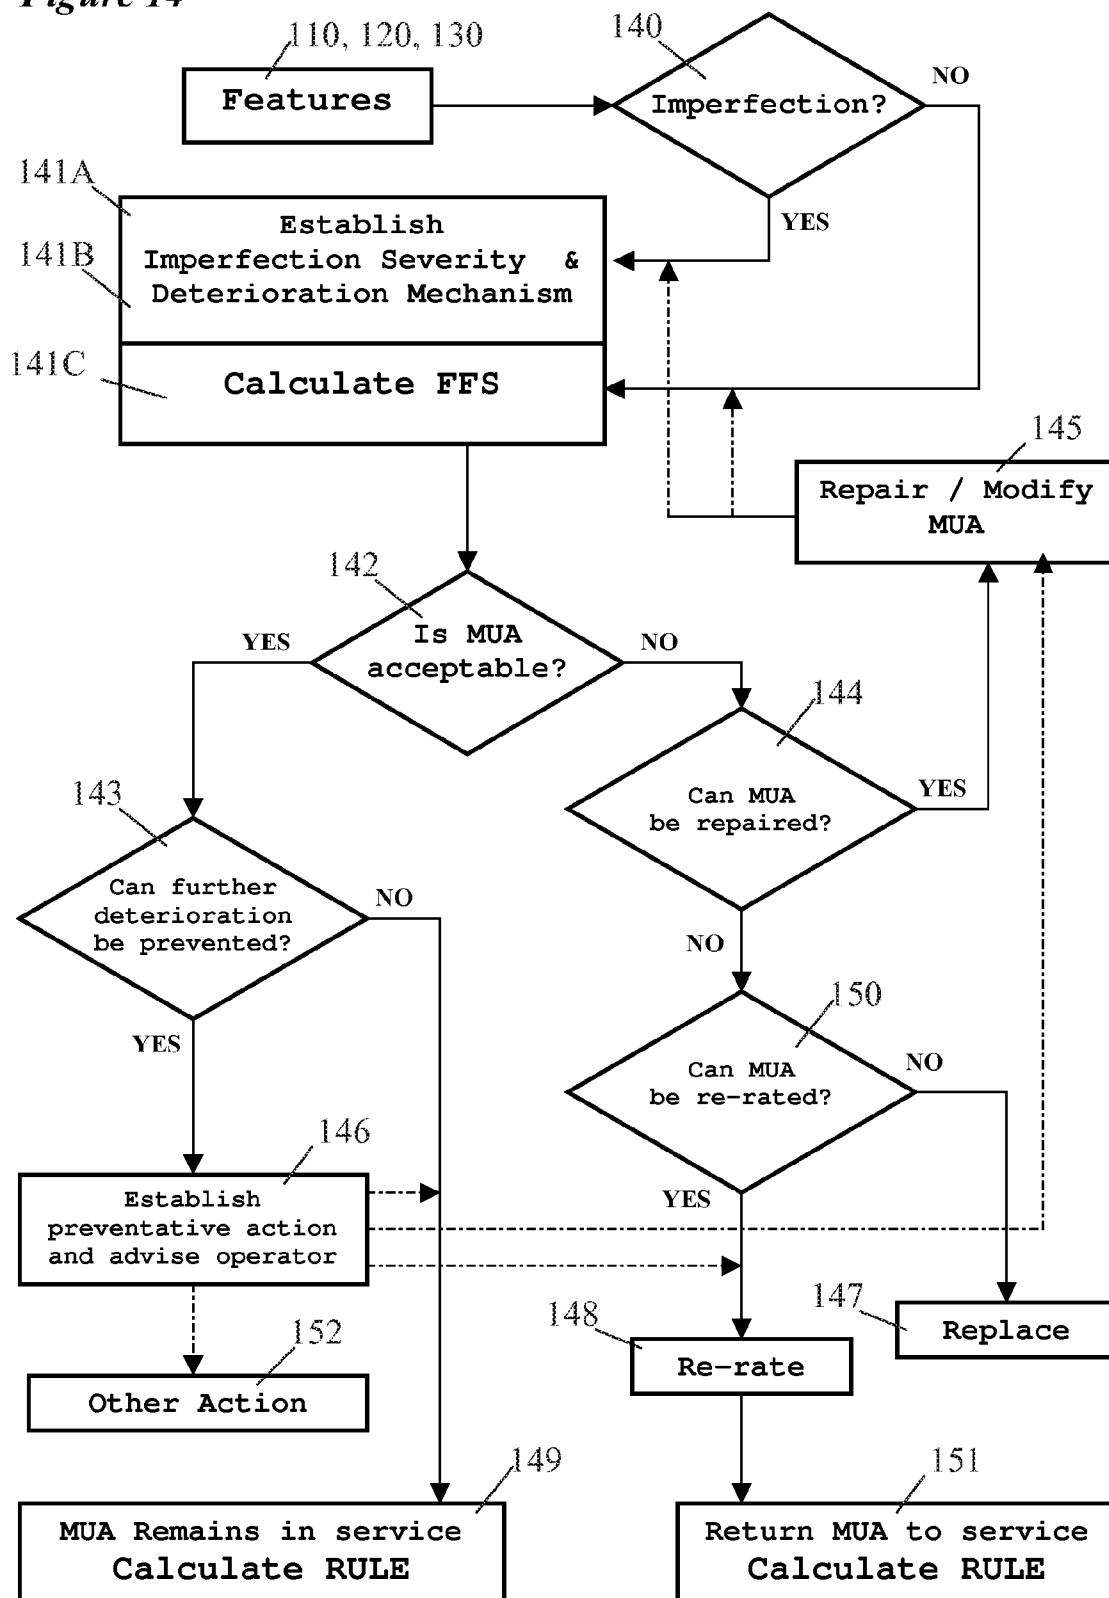 Figure 14
110, 120, 130
140
Features
Imperfection?
NO
YES
141A
141B
Establish
Imperfection Severity &
Deterioration Mechanism
141C
Calculate FFS
145
Repair / Modify
MUA
142
Is MUA
acceptable?
YES
NO
144
Can MUA
be repaired?
YES
NO
143
Can further
deterioration
be prevented?
NO
YES
150
Can MUA
be re-rated?
NO
YES
146
Establish
preventative action
and advise operator
152
Other Action
148
Re-rate
147
Replace
149
MUA Remains in service
Calculate RULE
151
Return MUA to service
Calculate RULE